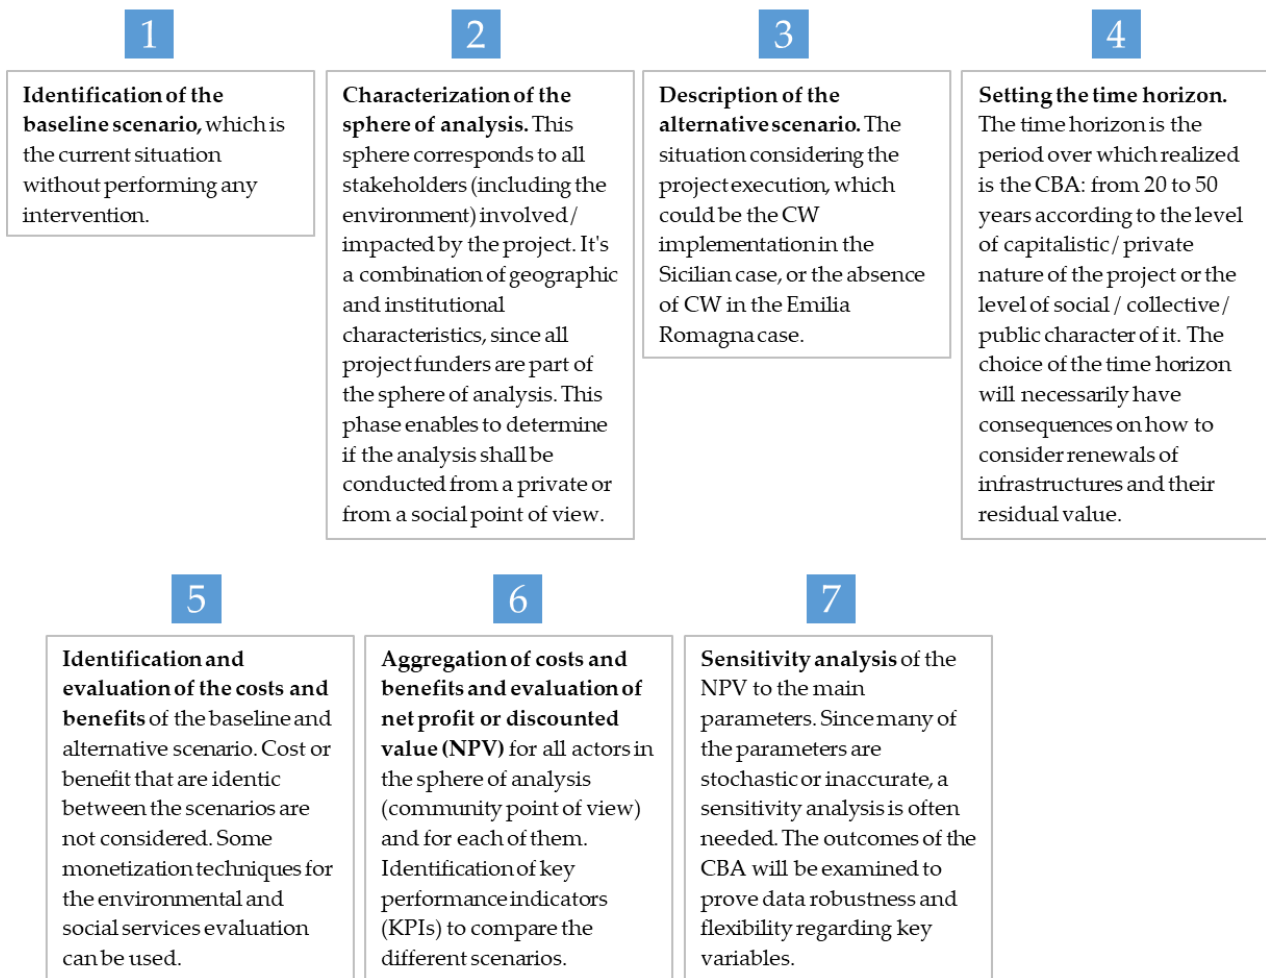 1
Identification of the
baseline scenario, which is
the current situation
without performing any
intervention.
2
Characterization of the
sphere of analysis. This
sphere corresponds to all
stakeholders (including the
environment) involved/
impacted by the project. It's
a combination of geographic
and institutional
characteristics, since all
project funders are part of
the sphere of analysis. This
phase enables to determine
if the analysis shall be
conducted from a private or
from a social point of view.
3
Description of the
alternative scenario. The
situation considering the
project execution, which
could be the CW
implementation in the
Sicilian case, or the absence
of CW in the Emilia
Romagna case.
4
Setting the time horizon.
The time horizon is the
period over which realized
is the CBA: from 20 to 50
years according to the level
of capitalistic/ private
nature of the project or the
level of social / collective/
public character of it. The
choice of the time horizon
will necessarily have
consequences on how to
consider renewals of
infrastructures and their
residual value.
5
Identification and
evaluation of the costs and
benefits of the baseline and
alternative scenario. Cost or
benefit that are identic
between the scenarios are
not considered. Some
monetization techniques for
the environmental and
social services evaluation
can be used.
6
Aggregation of costs and
benefits and evaluation of
net profit or discounted
value (NPV) for all actors in
the sphere of analysis
(community point of view)
and for each of them.
Identification of key
performance indicators
(KPIs) to compare the
different scenarios.
7
Sensitivity analysis of the
NPV to the main
parameters. Since many of
the parameters are
stochastic or inaccurate, a
sensitivity analysis is often
needed. The outcomes of the
CBA will be examined to
prove data robustness and
flexibility regarding key
variables.